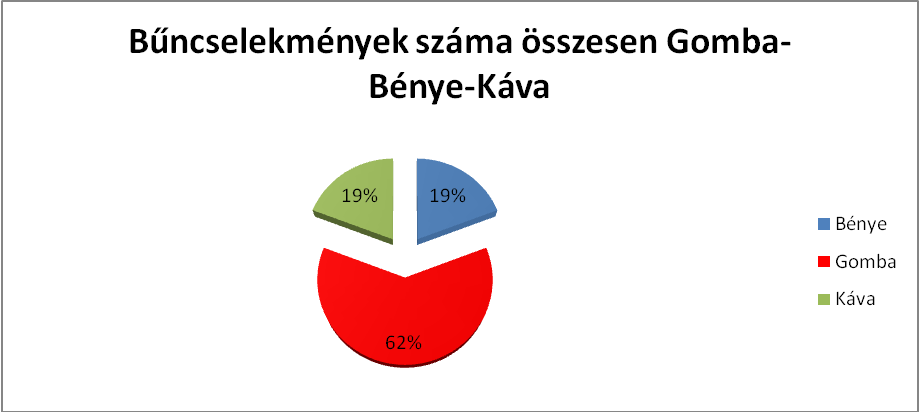 Bűncselekmények száma összesen Gomba-
Bénye-Káva
19%
19%
62%
Bénye
Gomba
Káva